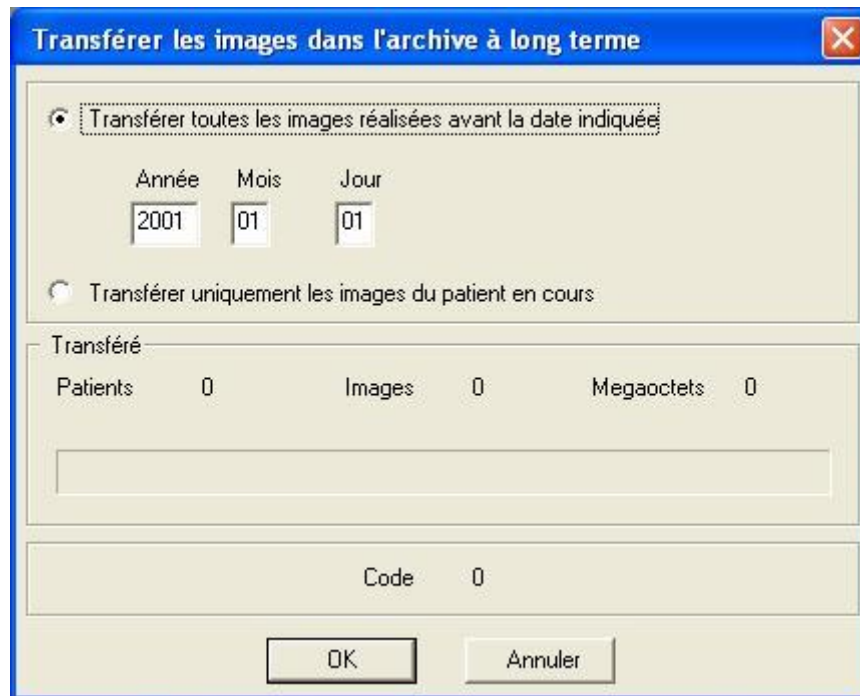 Transférer les images dans l'archive à long terme
Transférer toutes les images réalisées avant la date indiquée
Année Mois Jour
2001 01 01
Transférer uniquement les images du patient en cours
Transféré
Patients 0 Images 0 Megaoctets 0
Code 0
OK Annuler